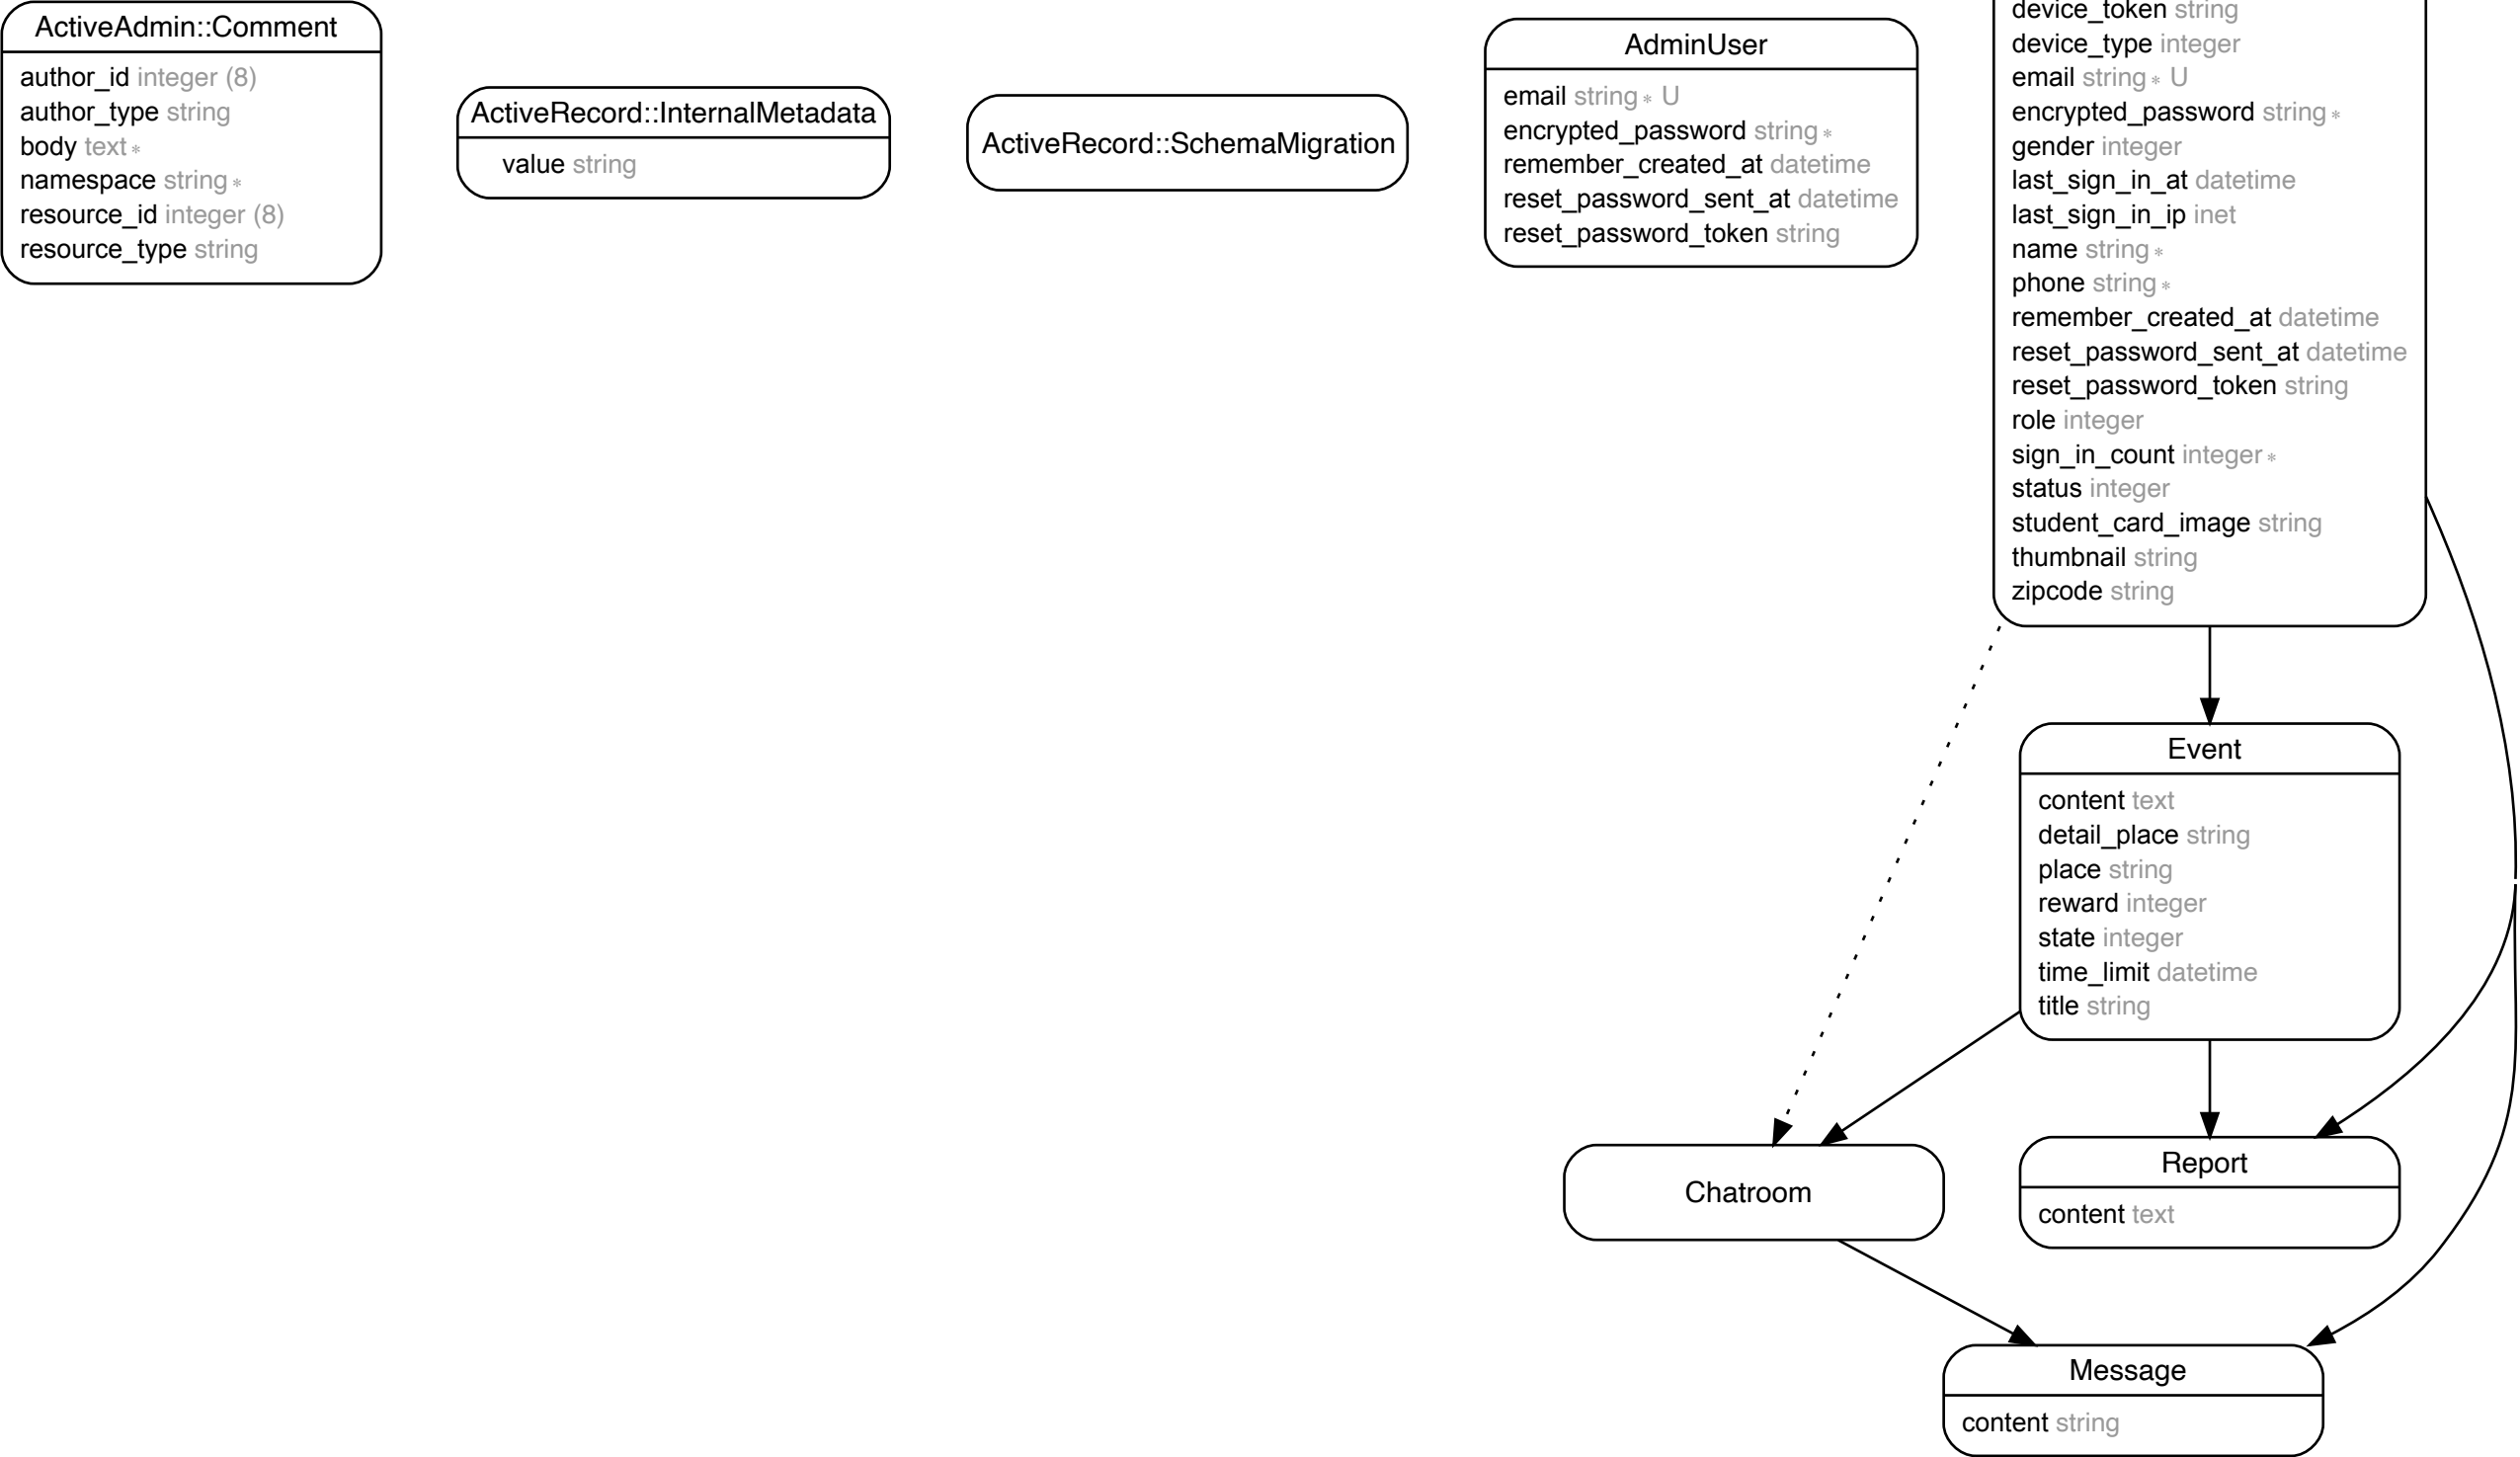 ActiveAdmin::Comment
author_id integer (8)
author_type string
body text *
namespace string *
resource_id integer (8)
resource_type string
ActiveRecord::InternalMetadata
value string
ActiveRecord::SchemaMigration
AdminUser
email string * U
encrypted_password string *
remember_created_at datetime
reset_password_sent_at datetime
reset_password_token string
device_token string
device_type integer
email string * U
encrypted_password string *
gender integer
last_sign_in_at datetime
last_sign_in_ip inet
name string *
phone string *
remember_created_at datetime
reset_password_sent_at datetime
reset_password_token string
role integer
sign_in_count integer *
status integer
student_card_image string
thumbnail string
zipcode string
Event
content text
detail_place string
place string
reward integer
state integer
time_limit datetime
title string
Chatroom
Report
content text
Message
content string